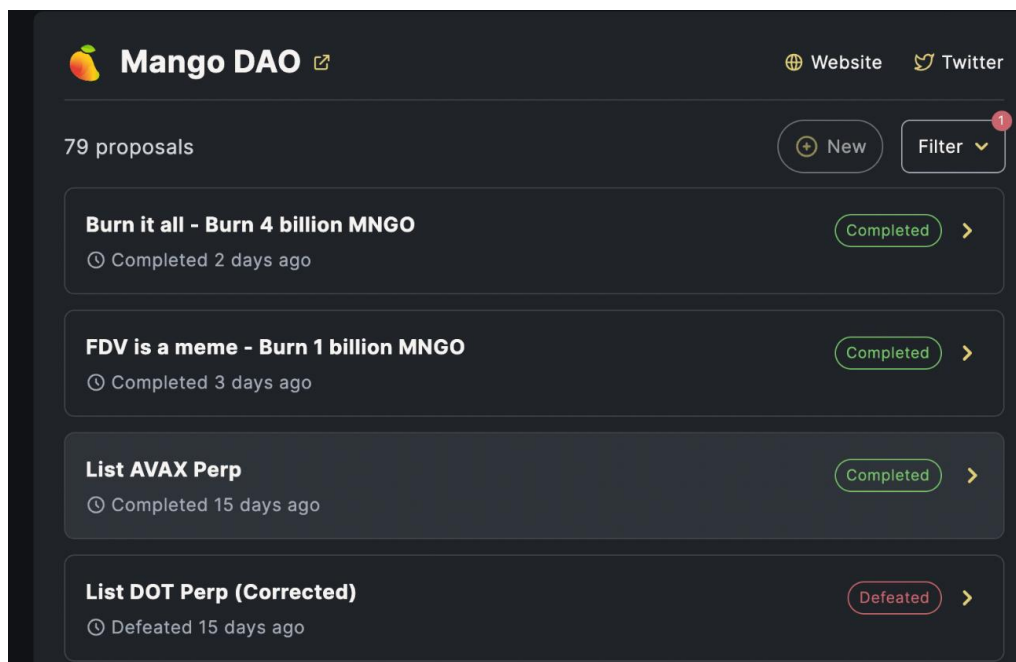 Mango DAO
Website Twitter
79 proposals
New Filter 1
Burn it all - Burn 4 billion MNGO
Completed
Completed 2 days ago
FDV is a meme - Burn 1 billion MNGO
Completed
Completed 3 days ago
List AVAX Perp
Completed
Completed 15 days ago
List DOT Perp (Corrected)
Defeated
Defeated 15 days ago